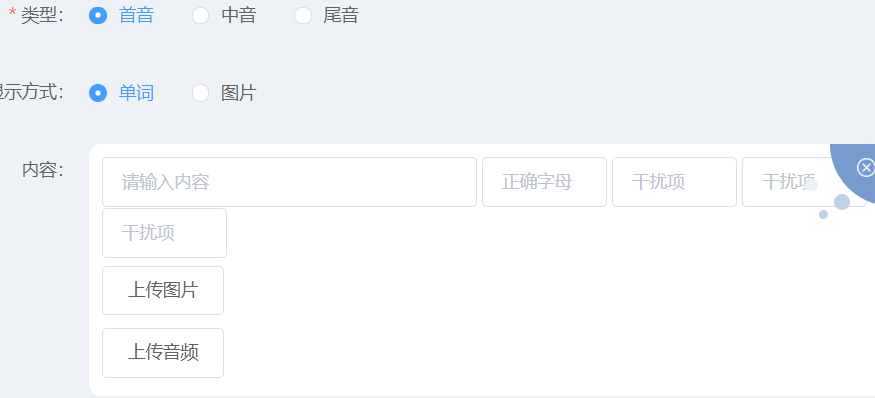 * 类型: 首音 中音 尾音
显示方式: 单词 图片
内容: 请输入内容 正确字母 干扰项 干扰项
干扰项
上传图片
上传音频